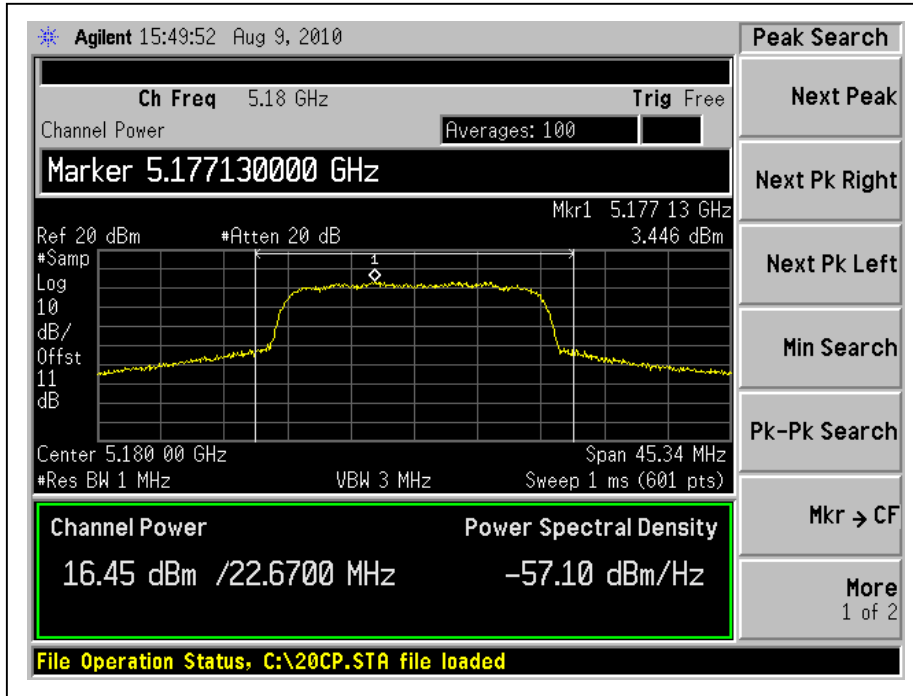 Agilent 15:49:52 Aug 9, 2010
Peak Search
Ch Freq 5.18 GHz Trig Free
Channel Power Averages: 100
Marker 5.177130000 GHz
Mkr1 5.177 13 GHz
Ref 20 dBm #Atten 20 dB 3.446 dBm
#Samp
Log
10
dB/
Offst
11
dB
1
Center 5.180 00 GHz Span 45.34 MHz
#Res BW 1 MHz VBW 3 MHz Sweep 1 ms (601 pts)
Channel Power Power Spectral Density
16.45 dBm /22.6700 MHz -57.10 dBm/Hz
File Operation Status, C:\20CP.STA file loaded
Next Peak
Next Pk Right
Next Pk Left
Min Search
Pk-Pk Search
Mkr → CF
More
1 of 2